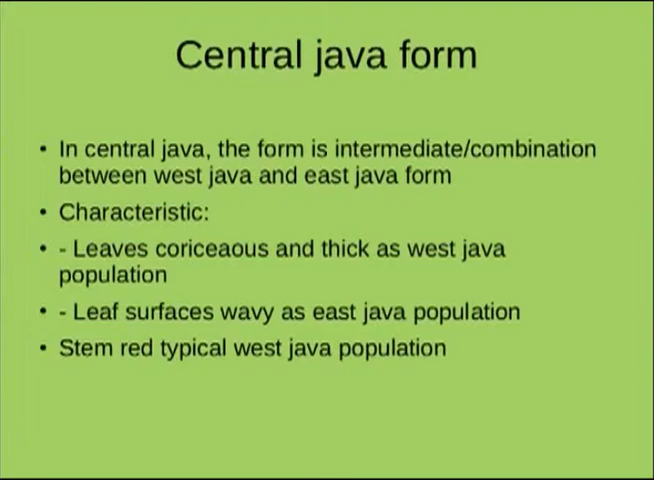 Central java form
• In central java, the form is intermediate/combination
between west java and east java form
• Characteristic:
• - Leaves coriceaous and thick as west java
population
• - Leaf surfaces wavy as east java population
• Stem red typical west java population